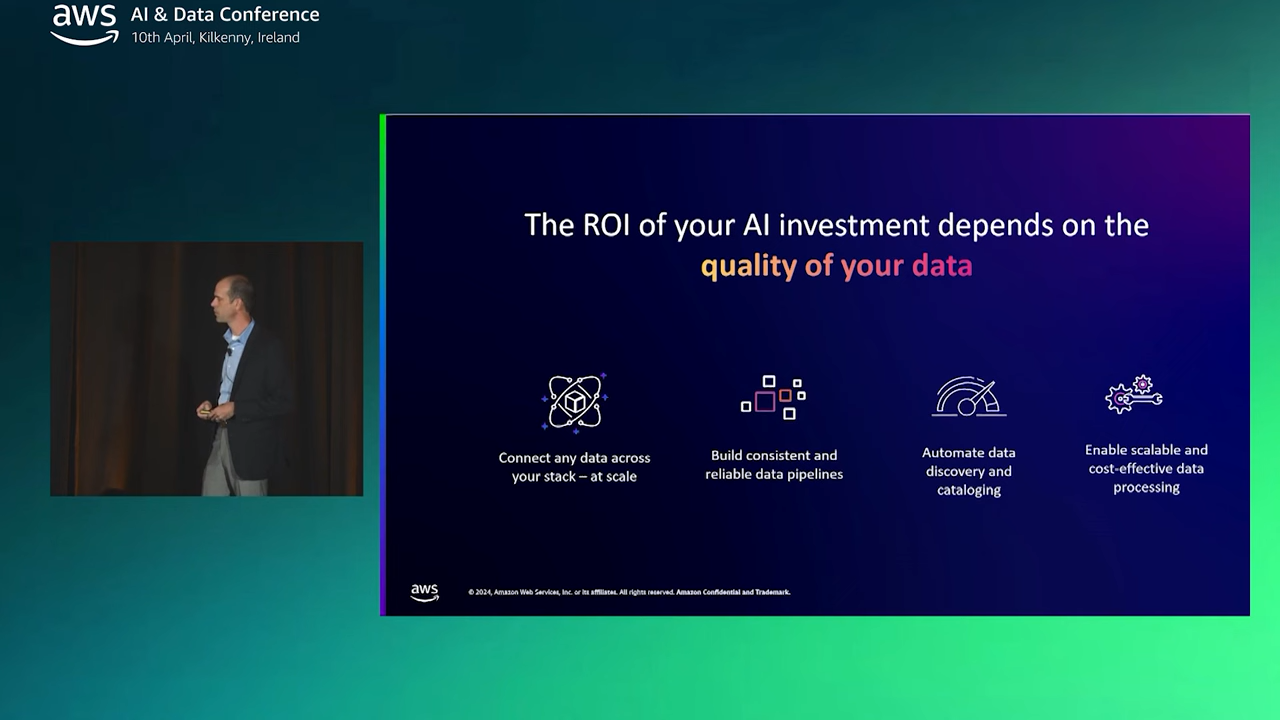 aws
AI & Data Conference
10th April, Kilkenny, Ireland
The ROI of your AI investment depends on the
quality of your data
Connect any data across
your stack – at scale
Build consistent and
reliable data pipelines
Automate data
discovery and
cataloging
Enable scalable and
cost-effective data
processing
aws
© 2024, Amazon Web Services, Inc. or its affiliates. All rights reserved. Amazon Confidential and Trademark.